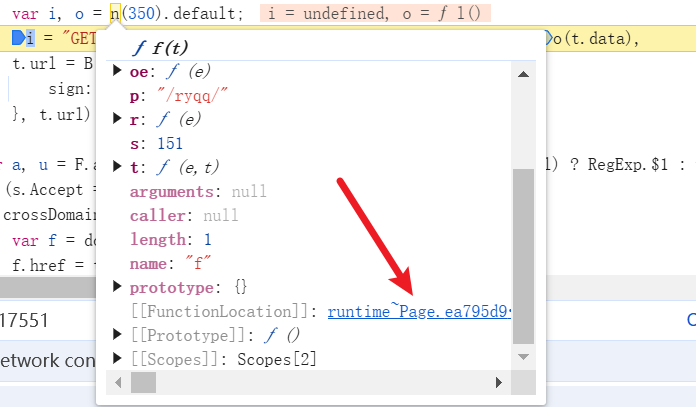 var i, o = n(350).default;   i = undefined, o = ƒ l()
i = "GET
o(t.data),
ƒ f(t)
t.url = B
oe: ƒ (e)
sign:
p: "/ryqq/"
}, t.url)
r: ƒ (e)
s: 151
a, u = F.a
t: ƒ (e,t)
) ? RegExp.$1 :
(s.Accept =
arguments: null
crossDomain
caller: null
var f = do
length: 1
f.href = t
name: "f"
prototype: {}
17551
[[FunctionLocation]]: runtime~Page.ea795d9
[[Prototype]]: ƒ ()
etwork con
[[Scopes]]: Scopes[2]